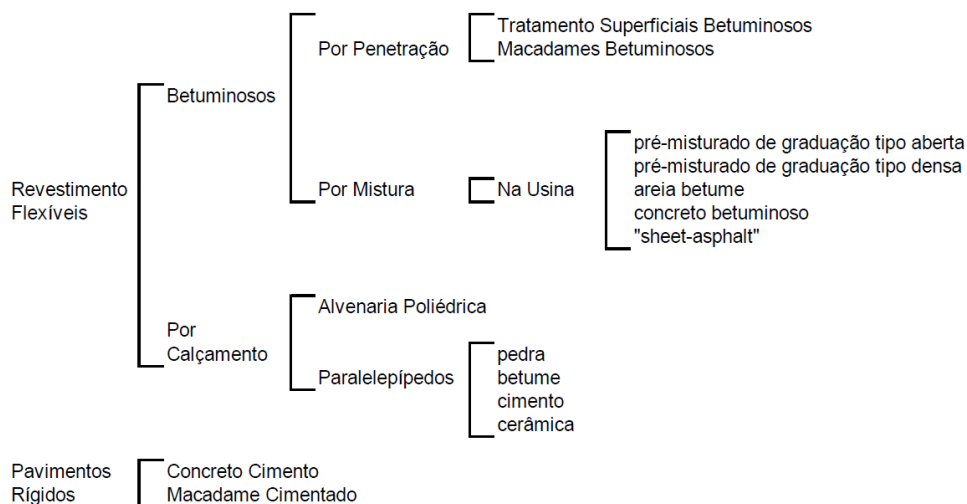 Tratamento Superficiais Betuminosos
Por Penetração
Macadames Betuminosos
Betuminosos
pré-misturado de graduação tipo aberta
pré-misturado de graduação tipo densa
Revestimento
Flexíveis
Por Mistura
Na Usina
areia betume
concreto betuminoso
"sheet-asphalt"
Alvenaria Poliédrica
Por
Calçamento
Paralelepípedos
pedra
betume
cimento
cerâmica
Pavimentos
Rígidos
Concreto Cimento
Macadame Cimentado